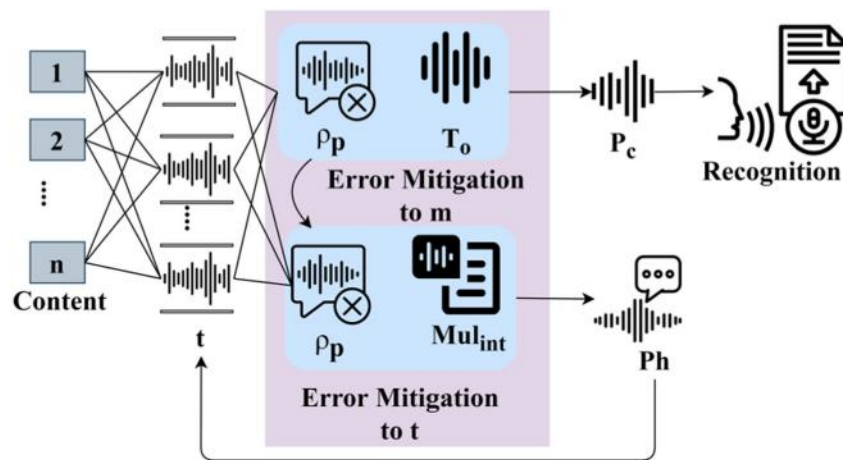 1
2
n
Content
t
ρp
To
Error Mitigation
to m
ρp
Mulint
Error Mitigation
to t
Pc
Recognition
Ph